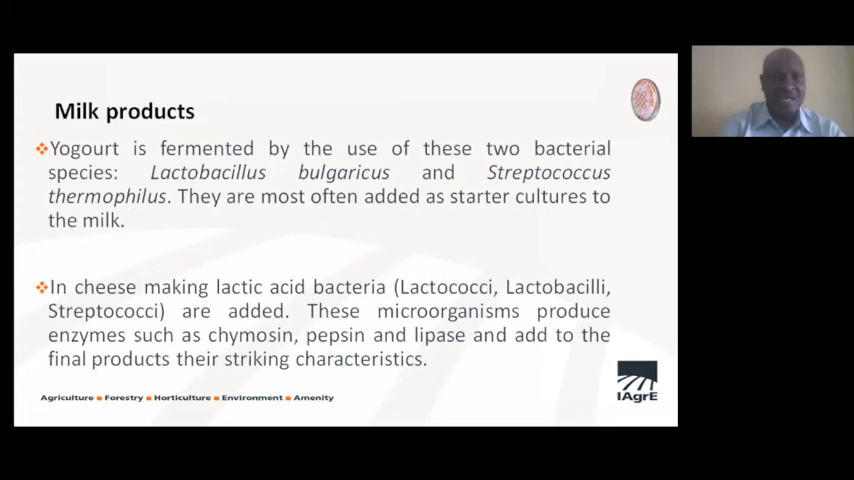 Milk products
❖Yogourt is fermented by the use of these two bacterial
species: Lactobacillus bulgaricus and Streptococcus
thermophilus. They are most often added as starter cultures to
the milk.
❖In cheese making lactic acid bacteria (Lactococci, Lactobacilli,
Streptococci) are added. These microorganisms produce
enzymes such as chymosin, pepsin and lipase and add to the
final products their striking characteristics.
Agriculture ▪ Forestry ▪ Horticulture ▪ Environment ▪ Amenity
IAgrE